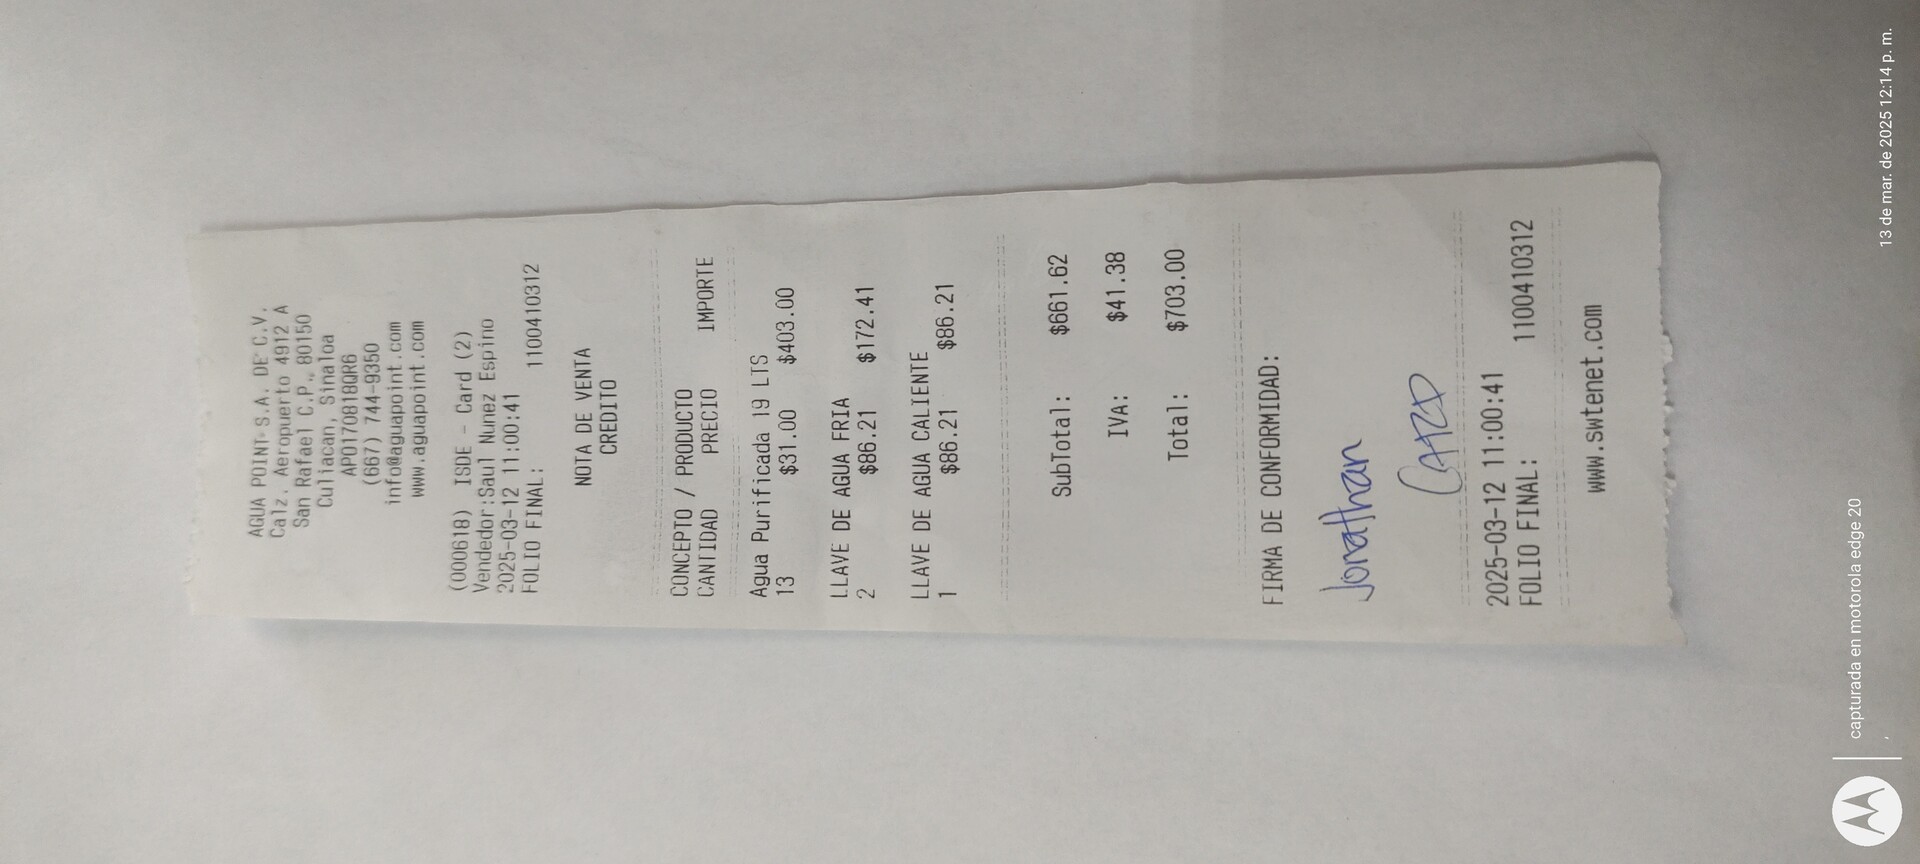 AGUA POINT S.A. DE C.V.
Calz. Aeropuerto 4912 A
San Rafael C.P. 80150
Culiacan, Sinaloa
APO170818QR6
(667) 744-9350
info@aguapoint.com
www.aguapoint.com
(000618) ISDE - Card (2)
Vendedor:Saul Nunez Espino
2025-03-12 11:00:41
FOLIO FINAL: 1100410312
NOTA DE VENTA
CREDITO
CONCEPTO / PRODUCTO
CANTIDAD PRECIO IMPORTE
Agua Purificada 19 LTS
13 $31.00 $403.00
LLAVE DE AGUA FRIA
2 $86.21 $172.41
LLAVE DE AGUA CALIENTE
1 $86.21 $86.21
SubTotal: $661.62
IVA: $41.38
Total: $703.00
FIRMA DE CONFORMIDAD:
Jonathan
CARD
2025-03-12 11:00:41
FOLIO FINAL: 1100410312
www.swtenet.com
capturada en motorola edge 20
13 de mar. de 2025 12:14 p. m.